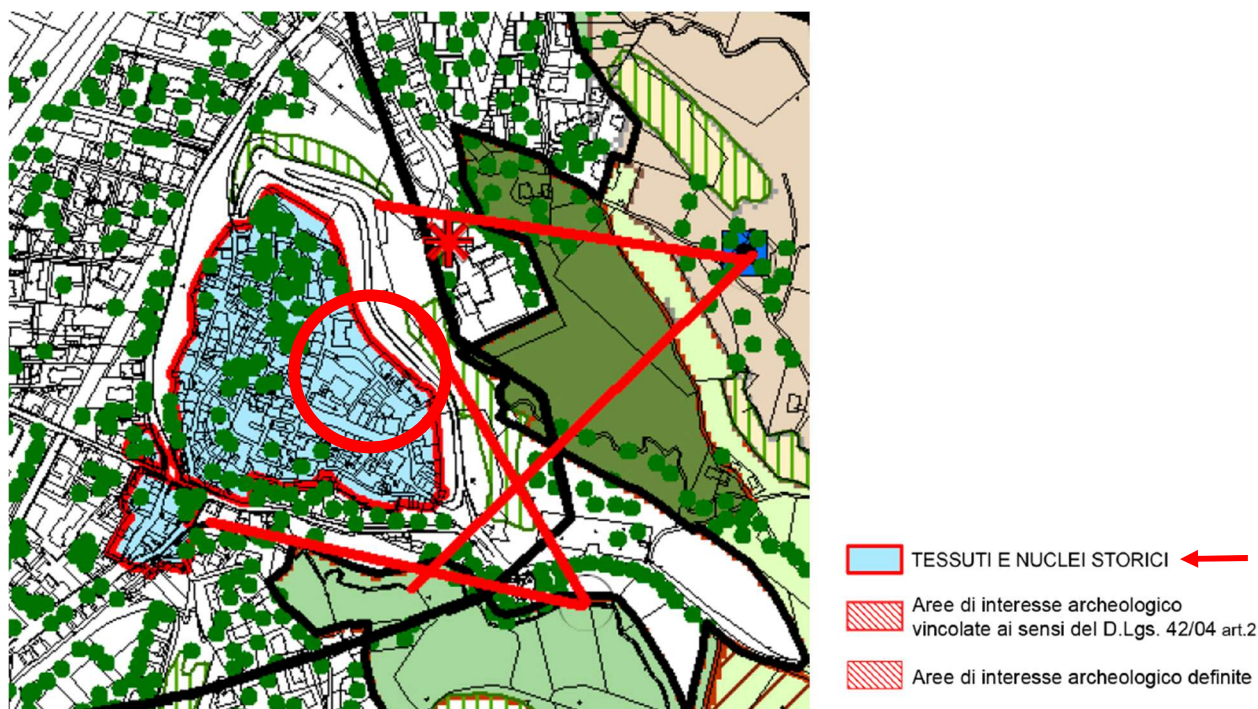 TESSUTI E NUCLEI STORICI
Aree di interesse archeologico
vincolate ai sensi del D.Lgs. 42/04 art.2
Aree di interesse archeologico definite